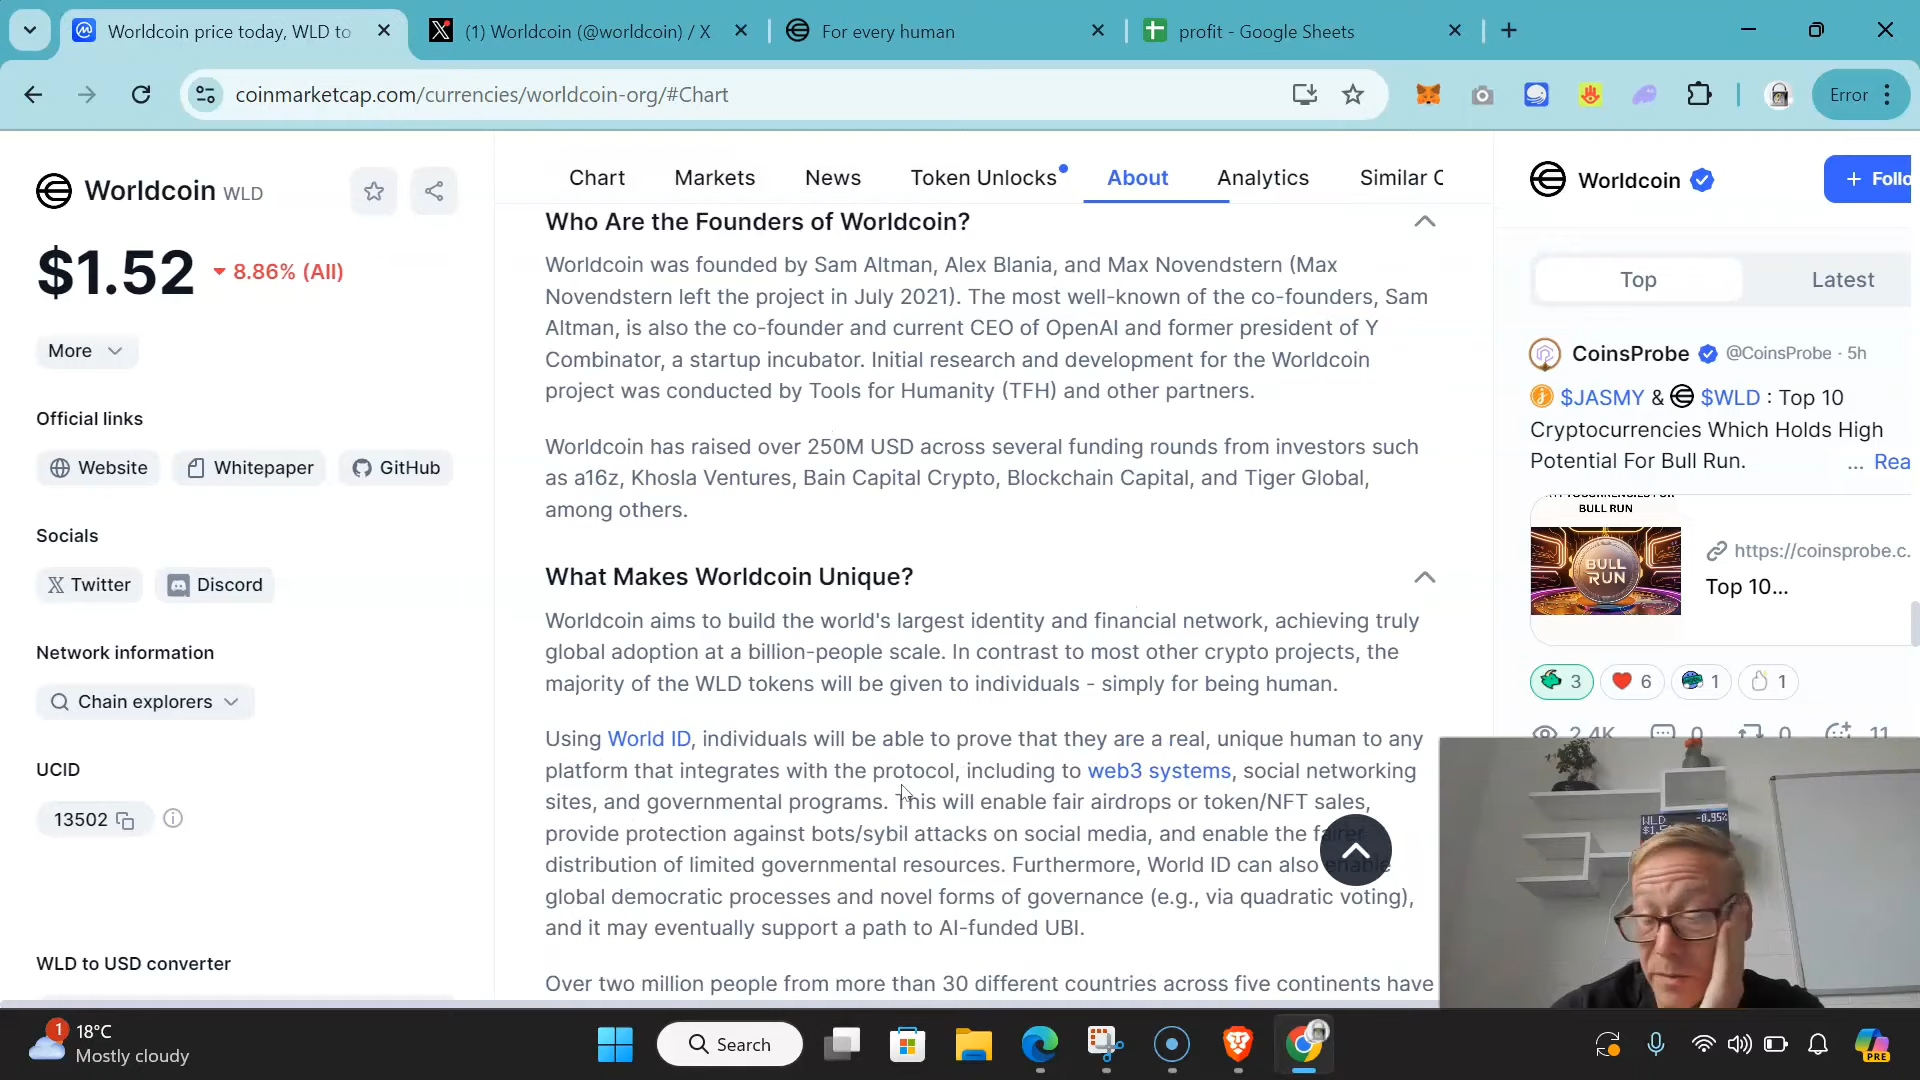 Worldcoin price today, WLD to
(1) Worldcoin (@worldcoin) / X
For every human
profit - Google Sheets
coinmarketcap.com/currencies/worldcoin-org/#Chart
Error
Worldcoin WLD
$1.52
8.86% (All)
More
Official links
Website
Whitepaper
GitHub
Socials
Twitter
Discord
Network information
Chain explorers
UCID
13502
WLD to USD converter
Chart
Markets
News
Token Unlocks
About
Analytics
Similar C
Who Are the Founders of Worldcoin?
Worldcoin was founded by Sam Altman, Alex Blania, and Max Novendstern (Max
Novendstern left the project in July 2021). The most well-known of the co-founders, Sam
Altman, is also the co-founder and current CEO of OpenAI and former president of Y
Combinator, a startup incubator. Initial research and development for the Worldcoin
project was conducted by Tools for Humanity (TFH) and other partners.
Worldcoin has raised over 250M USD across several funding rounds from investors such
as a16z, Khosla Ventures, Bain Capital Crypto, Blockchain Capital, and Tiger Global,
among others.
What Makes Worldcoin Unique?
Worldcoin aims to build the world's largest identity and financial network, achieving truly
global adoption at a billion-people scale. In contrast to most other crypto projects, the
majority of the WLD tokens will be given to individuals - simply for being human.
Using World ID, individuals will be able to prove that they are a real, unique human to any
platform that integrates with the protocol, including to web3 systems, social networking
sites, and governmental programs. This will enable fair airdrops or token/NFT sales,
provide protection against bots/sybil attacks on social media, and enable the fairer
distribution of limited governmental resources. Furthermore, World ID can also enable
global democratic processes and novel forms of governance (e.g., via quadratic voting),
and it may eventually support a path to AI-funded UBI.
Over two million people from more than 30 different countries across five continents have
Worldcoin
+ Follo
Top
Latest
CoinsProbe @CoinsProbe · 5h
$JASMY & $WLD : Top 10
Cryptocurrencies Which Holds High
Potential For Bull Run.
... Rea
BULL RUN
BULL
RUN
https://coinsprobe.c.
Top 10...
3
6
1
1
2.4K
0
0
11
WLD -0.95%
1
18°C
Mostly cloudy
Search
PRE